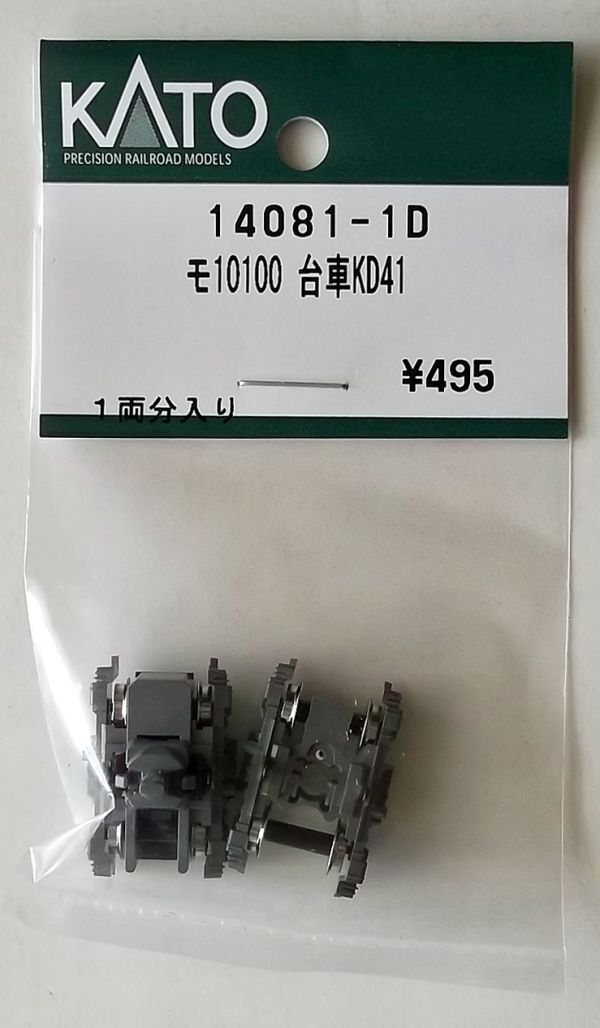 KATO
PRECISION RAILROAD MODELS
14081-1D
モ10100 台車KD41
¥495
1両分入り